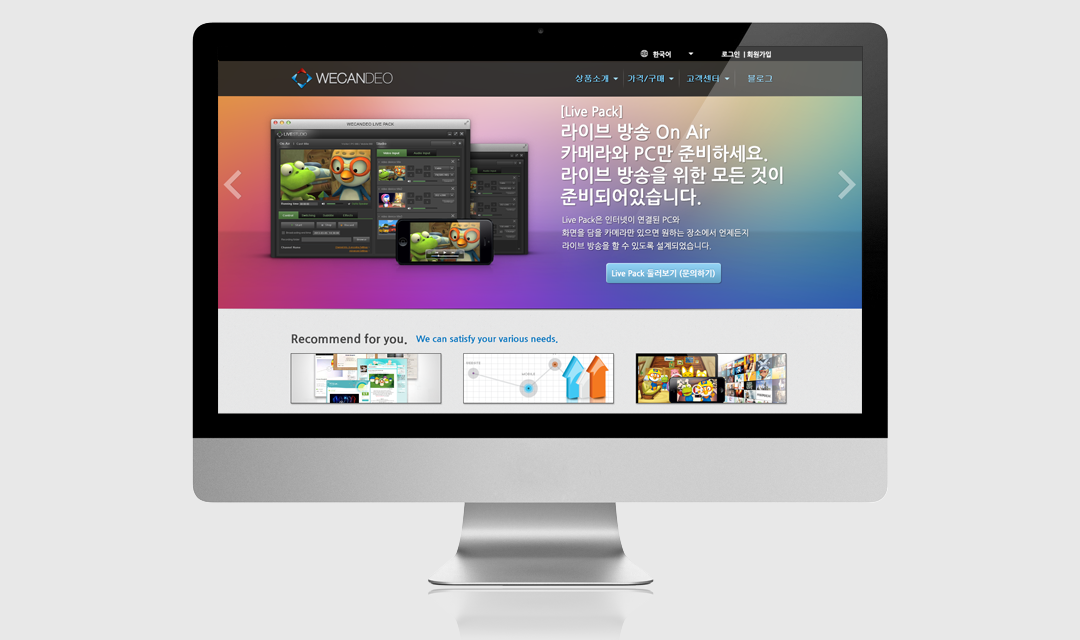 한국어
로그인 | 회원가입
WECANDEO
상품소개
가격/구매
고객센터
블로그
WECANDEO LIVE PACK
[Live Pack]
라이브 방송 On Air
카메라와 PC만 준비하세요.
라이브 방송을 위한 모든 것이
준비되어있습니다.
Live Pack은 인터넷이 연결된 PC와
화면을 담을 카메라만 있으면 원하는 장소에서 언제든지
라이브 방송을 할 수 있도록 설계되었습니다.
Live Pack 둘러보기 (문의하기)
Recommend for you.
We can satisfy your various needs.